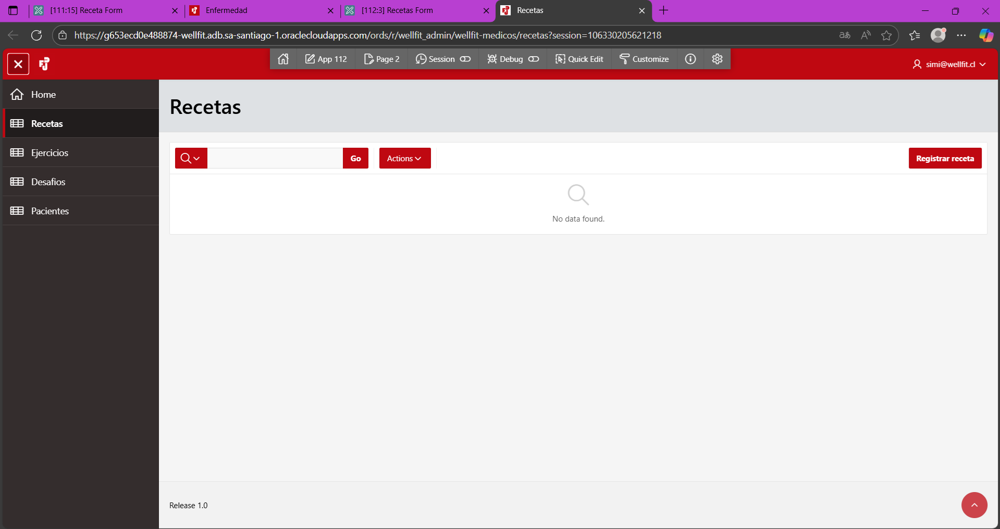 [111:15] Receta Form
Enfermedad
[112:3] Recetas Form
Recetas
https://g653ecd0e488874-wellfit.adb.sa-santiago-1.oraclecloudapps.com/ords/r/wellfit_admin/wellfit-medicos/recetas?session=106330205621218
App 112
Page 2
Session
Debug
Quick Edit
Customize
simi@wellfit.cl
Home
Recetas
Ejercicios
Desafios
Pacientes
Recetas
Go
Actions
Registrar receta
No data found.
Release 1.0